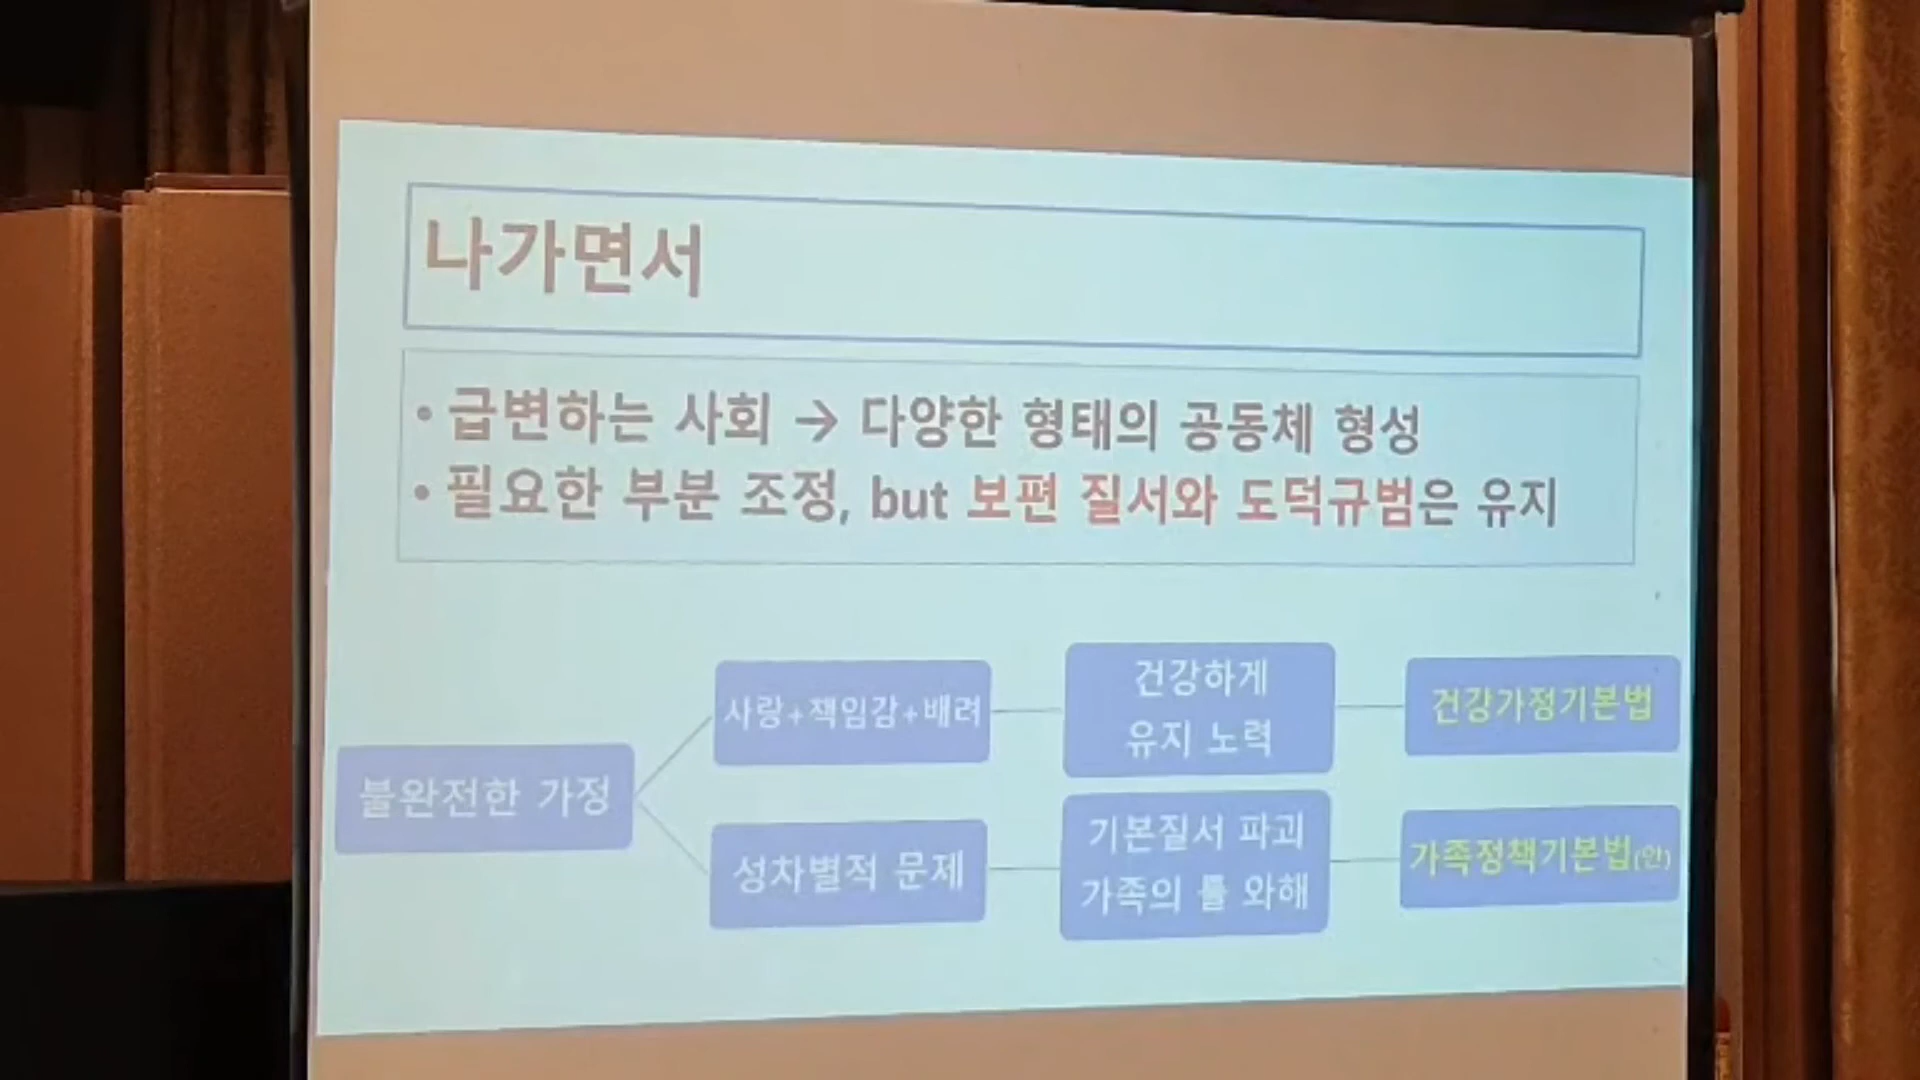 나가면서
• 급변하는 사회 → 다양한 형태의 공동체 형성
• 필요한 부분 조정, but 보편 질서와 도덕규범은 유지
불완전한 가정
사랑+책임감+배려
건강하게
유지 노력
건강가정기본법
성차별적 문제
기본질서 파괴
가족의 틀 와해
가족정책기본법(안)